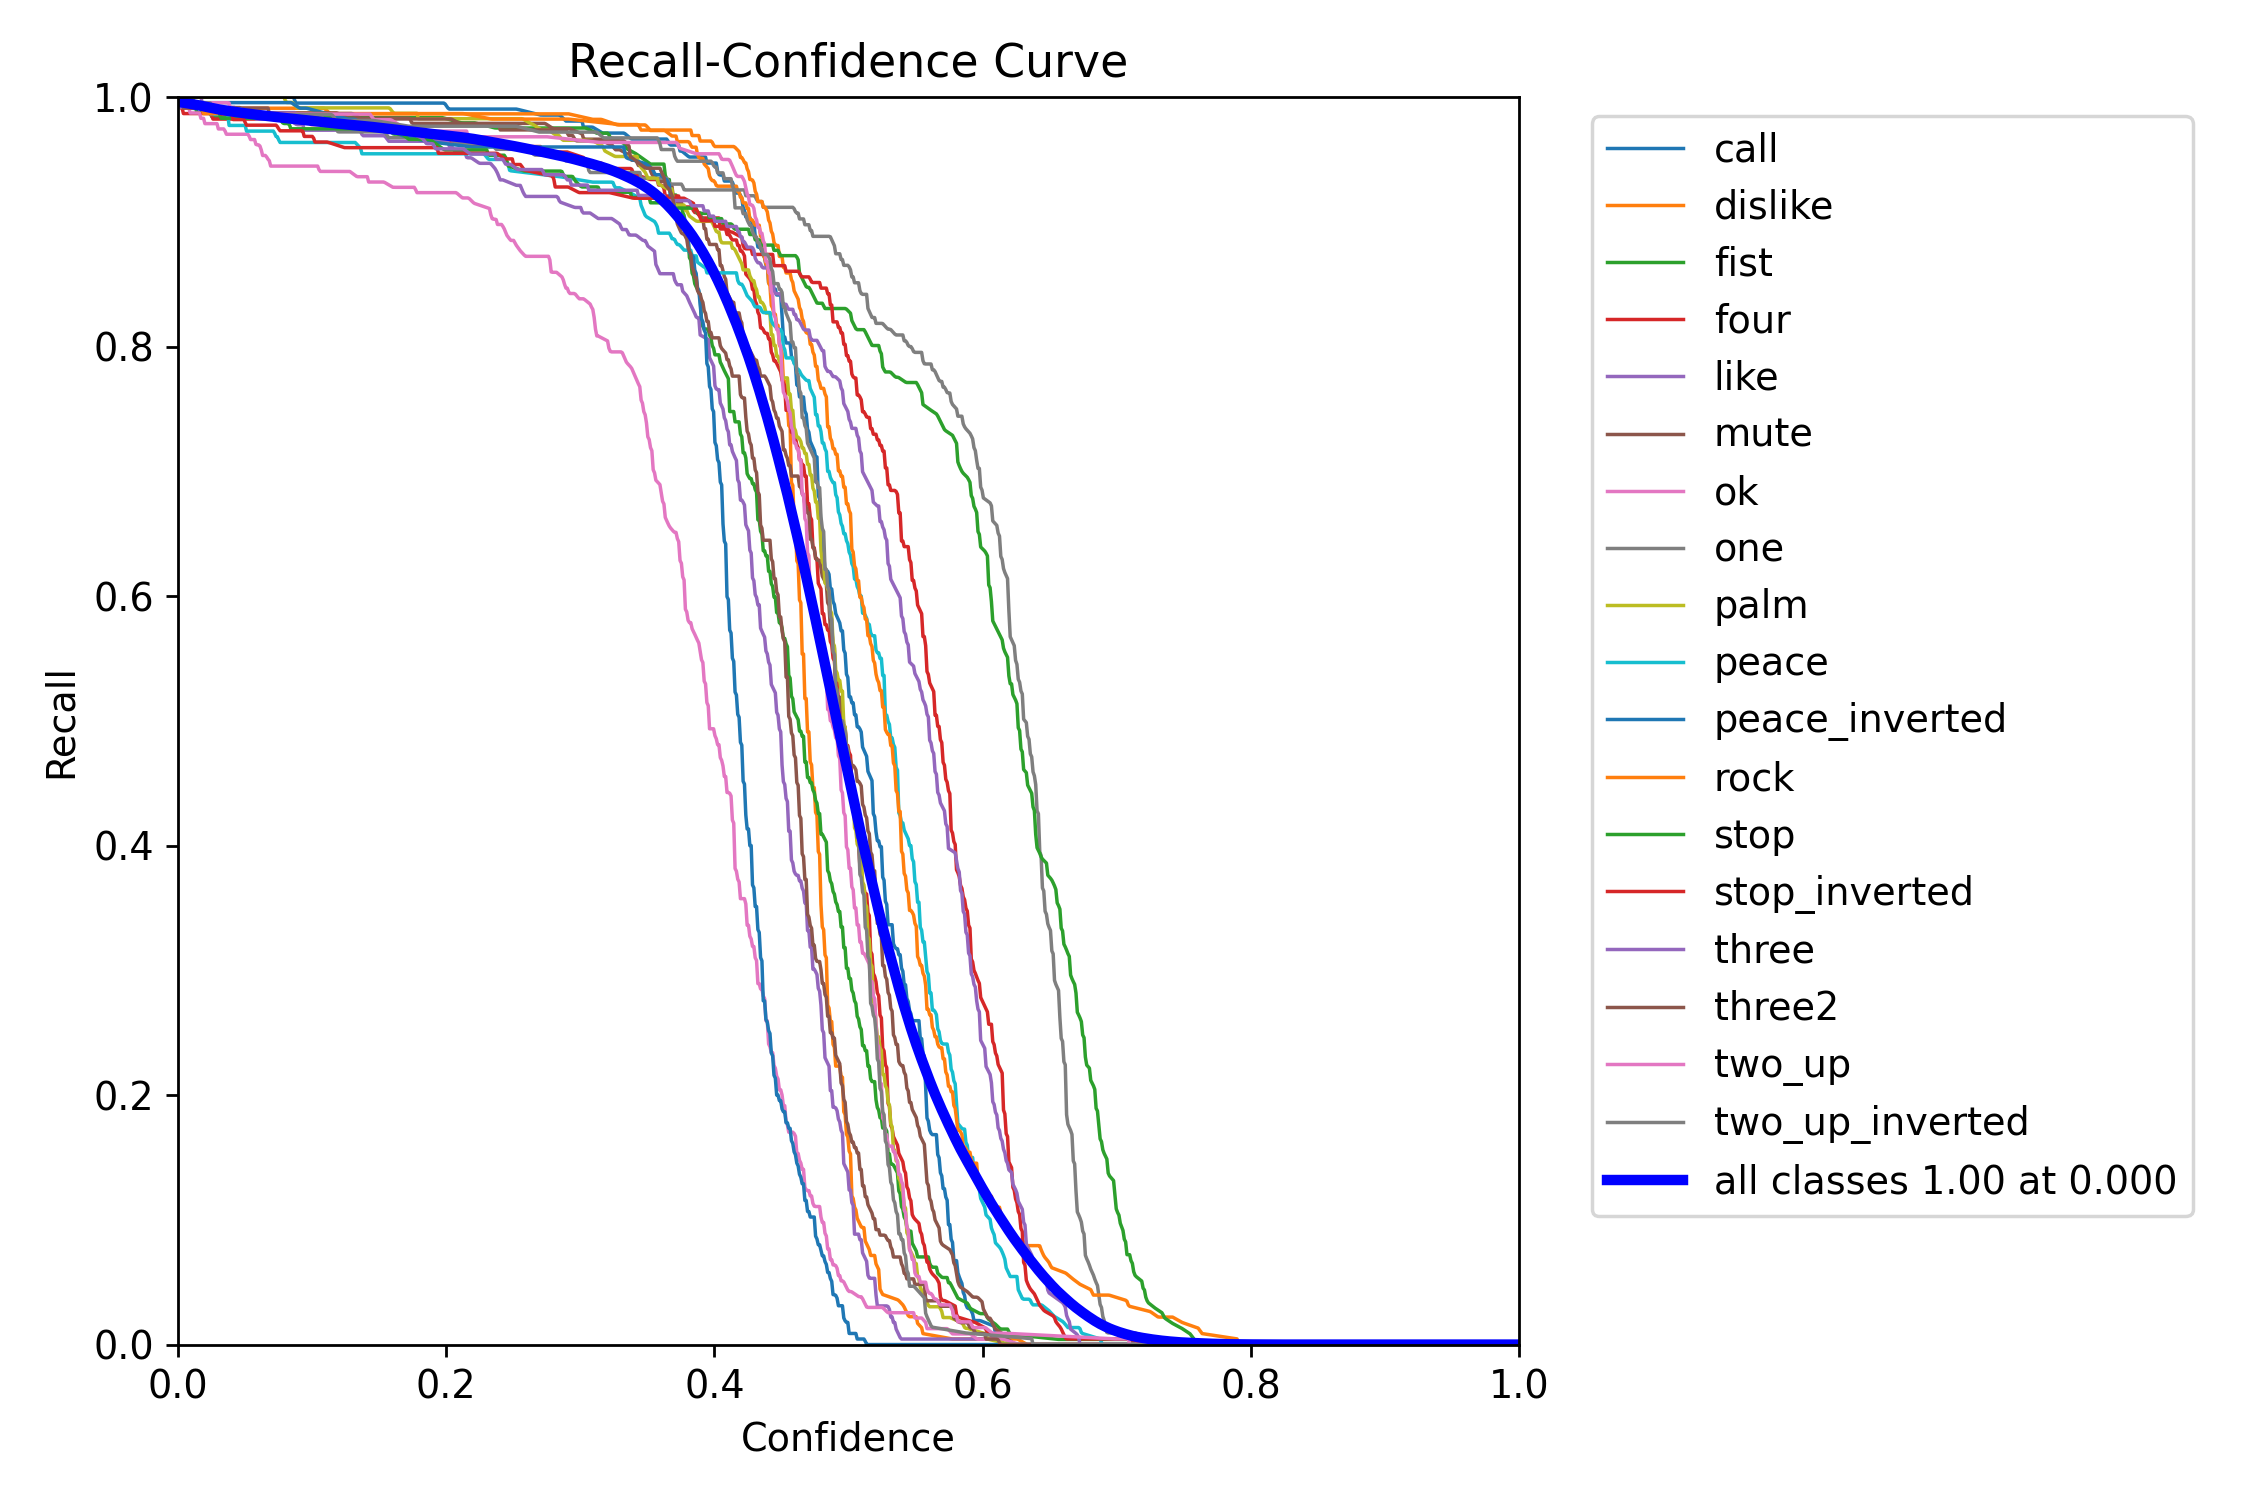 Recall-Confidence Curve
1.0
0.8
0.6
0.4
0.2
0.0
Recall
0.0 0.2 0.4 0.6 0.8 1.0
Confidence
call
dislike
fist
four
like
mute
ok
one
palm
peace
peace_inverted
rock
stop
stop_inverted
three
three2
two_up
two_up_inverted
all classes 1.00 at 0.000